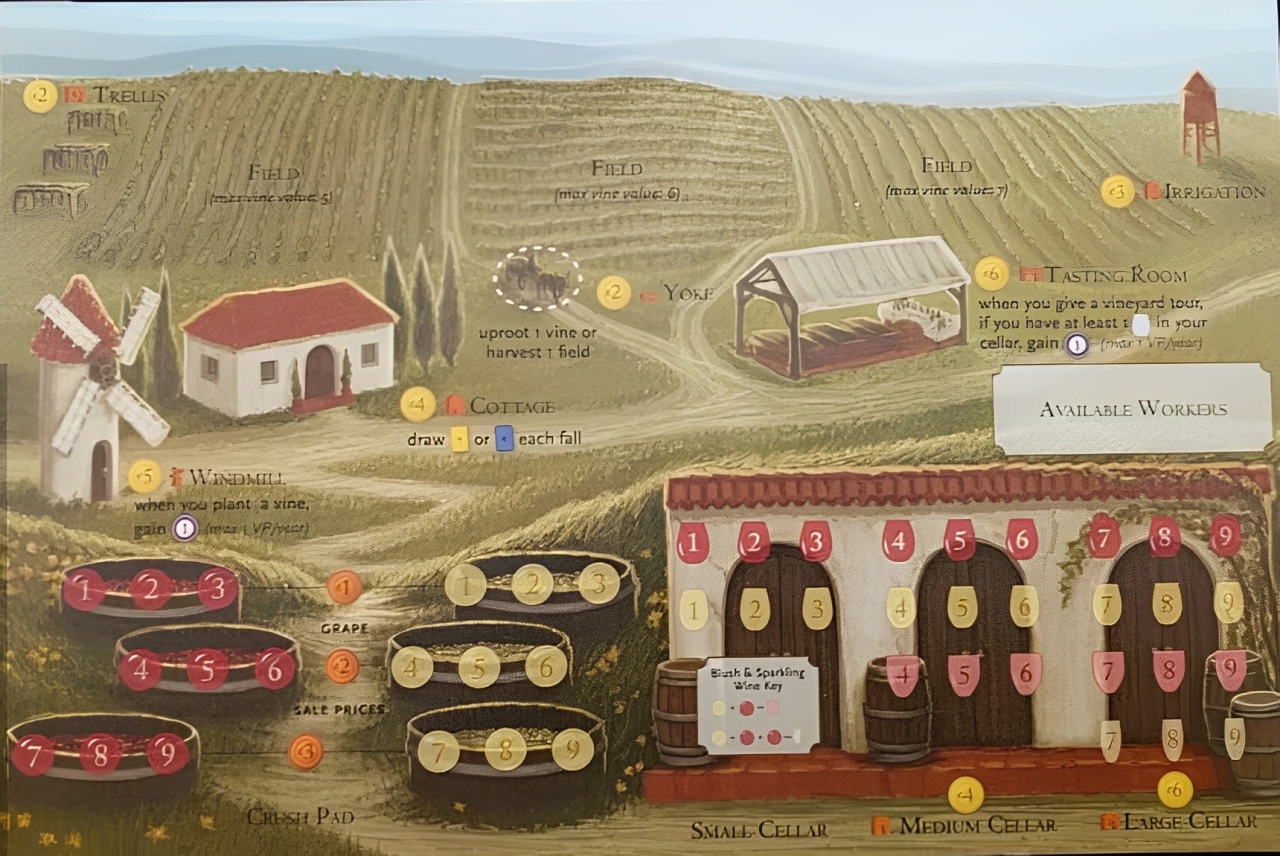 2 TRELLIS
FIELD
(max vine value: 5)
FIELD
(max vine value: 6)
FIELD
(max vine value: 7)
3 IRRIGATION
2 YOKE
uproot 1 vine or
harvest 1 field
6 TASTING ROOM
when you give a vineyard tour,
if you have at least 1 in your
cellar, gain 1 (max 1 VP/year)
AVAILABLE WORKERS
4 COTTAGE
draw or each fall
5 WINDMILL
when you plant a vine,
gain 1 (max 1 VP/year)
1 2 3
1
1 2 3
GRAPE
4 5 6
2
4 5 6
SALE PRICES
7 8 9
3
7 8 9
CRUSH PAD
1 2 3 4 5 6 7 8 9
1 2 3 4 5 6 7 8 9
4 5 6 7 8 9
7 8 9
Blush & Sparkling
Wine Key
4
6
SMALL CELLAR
MEDIUM CELLAR
LARGE CELLAR